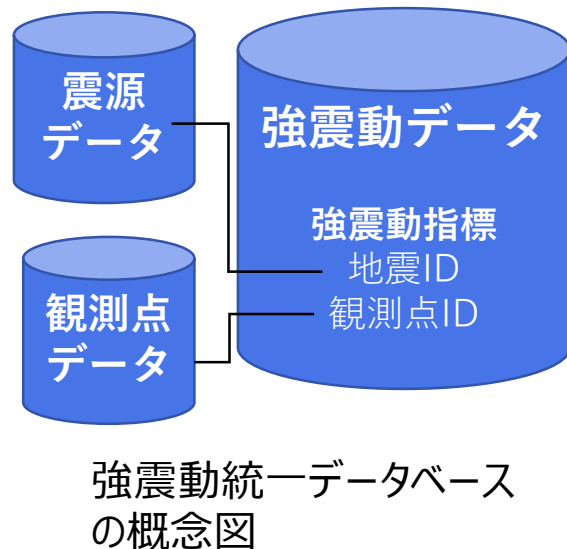 震源
データ
強震動データ
強震動指標
地震ID
観測点ID
観測点
データ
強震動統一データベース
の概念図